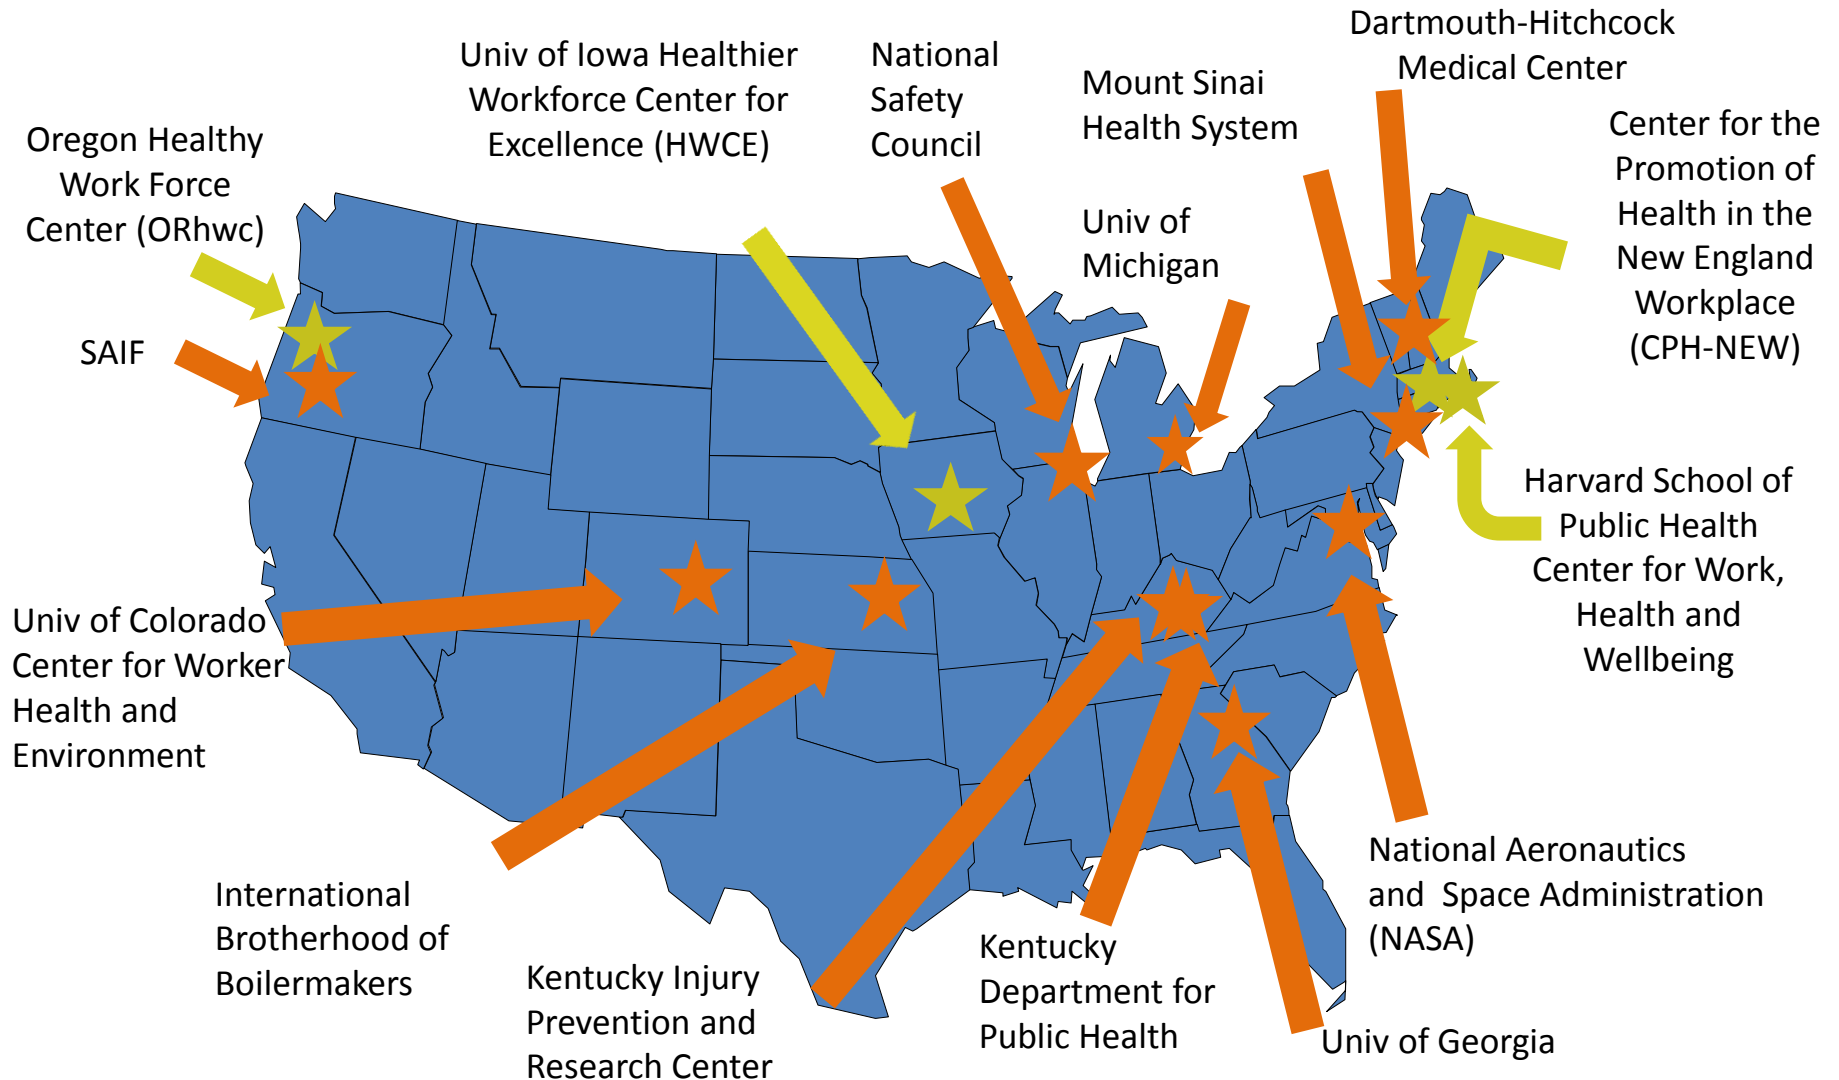 Dartmouth-Hitchcock
Medical Center
Univ of Iowa Healthier
Workforce Center for
Excellence (HWCE)
National
Safety
Council
Mount Sinai
Health System
Center for the
Promotion of
Health in the
New England
Workplace
(CPH-NEW)
Oregon Healthy
Work Force
Center (ORhwc)
Univ of
Michigan
SAIF
Harvard School of
Public Health
Center for Work,
Health and
Wellbeing
Univ of Colorado
Center for Worker
Health and
Environment
National Aeronautics
and  Space Administration
(NASA)
International
Brotherhood of
Boilermakers
Kentucky Injury
Prevention and
Research Center
Kentucky
Department for
Public Health
Univ of Georgia